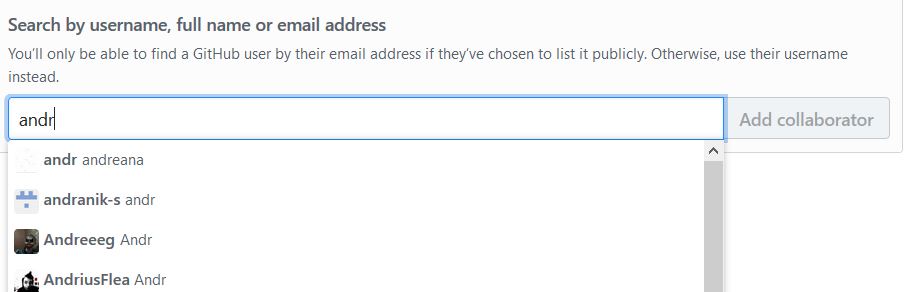 Search by username, full name or email address
You’ll only be able to find a GitHub user by their email address if they’ve chosen to list it publicly. Otherwise, use their username
instead.
andr Add collaborator
andr andreana
andranik-s andr
Andreeeg Andr
AndriusFlea Andr